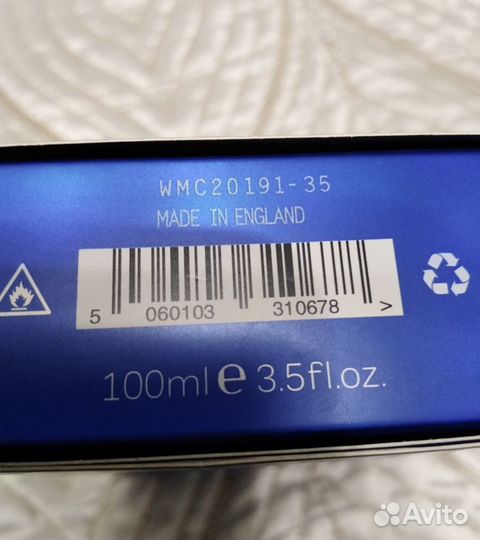 WMC20191-35
MADE IN ENGLAND
5 060103 310678 >
100ml e 3.5fl.oz.
Avito